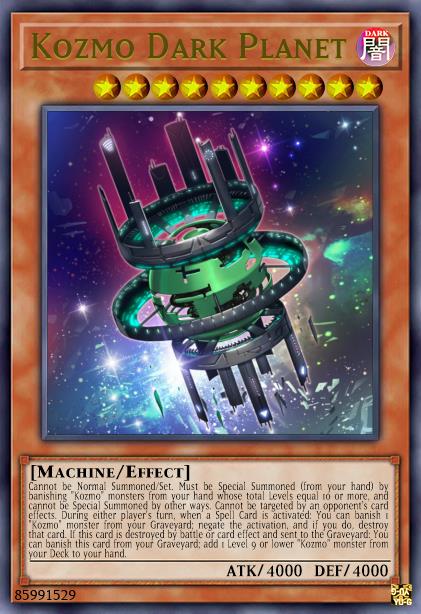 Kozmo Dark Planet
DARK
闇
[Machine/Effect]
Cannot be Normal Summoned/Set. Must be Special Summoned (from your hand) by
banishing "Kozmo" monsters from your hand whose total Levels equal 10 or more, and
cannot be Special Summoned by other ways. Cannot be targeted by an opponent's card
effects. During either player's turn, when a Spell Card is activated: You can banish 1
"Kozmo" monster from your Graveyard; negate the activation, and if you do, destroy
that card. If this card is destroyed by battle or card effect and sent to the Graveyard: You
can banish this card from your Graveyard; add 1 Level 9 or lower "Kozmo" monster from
your Deck to your hand.
ATK/4000 DEF/4000
85991529